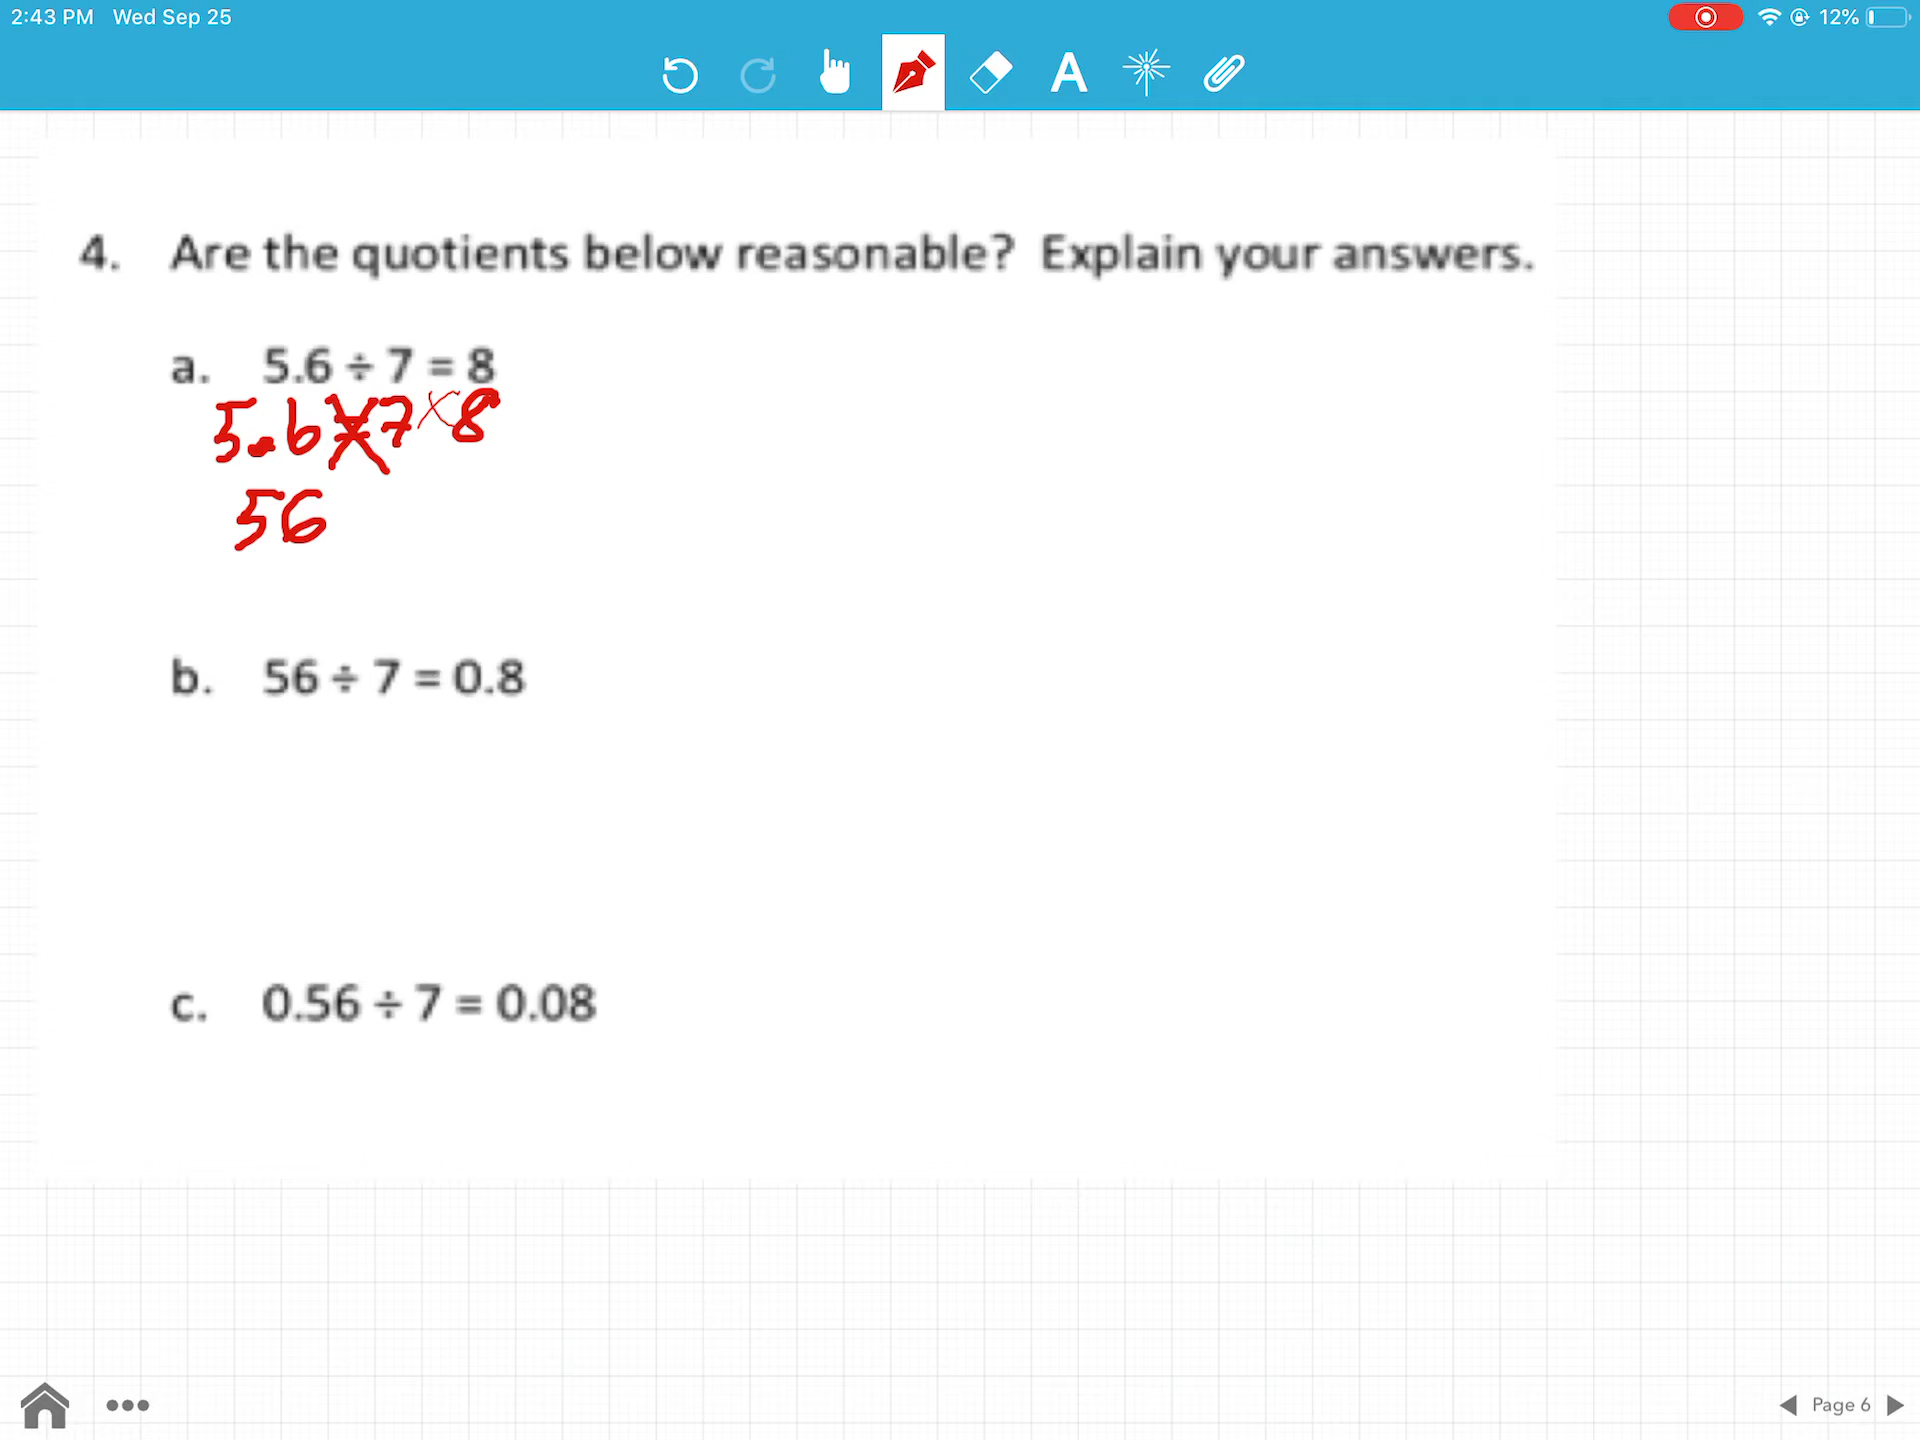 2:43 PM Wed Sep 25
12%
A
4. Are the quotients below reasonable? Explain your answers.
a. 5.6 ÷ 7 = 8
5.6 7 × 8
56
b. 56 ÷ 7 = 0.8
c. 0.56 ÷ 7 = 0.08
Page 6